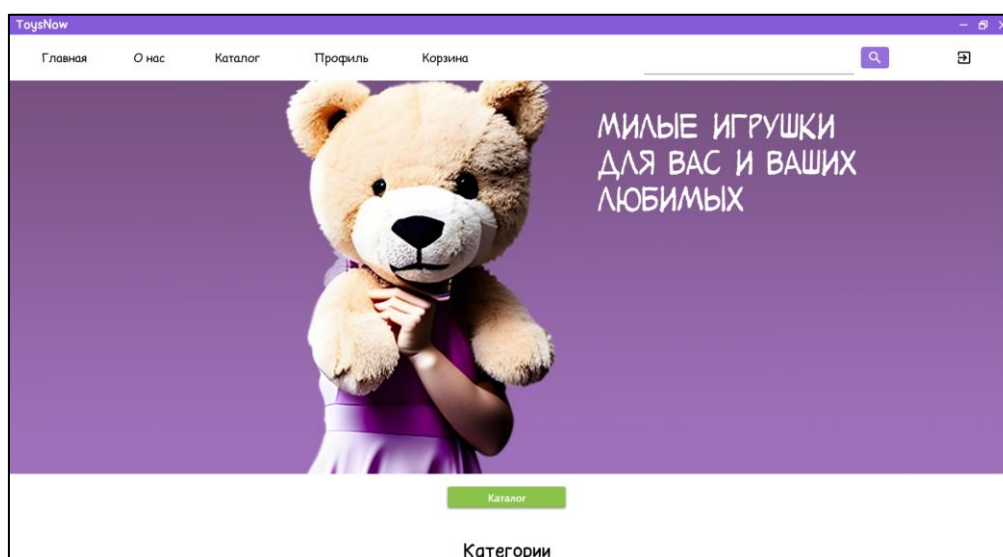 ToysNow
Главная О нас Каталог Профиль Корзина
МИЛЫЕ ИГРУШКИ
ДЛЯ ВАС И ВАШИХ
ЛЮБИМЫХ
Каталог
Категории